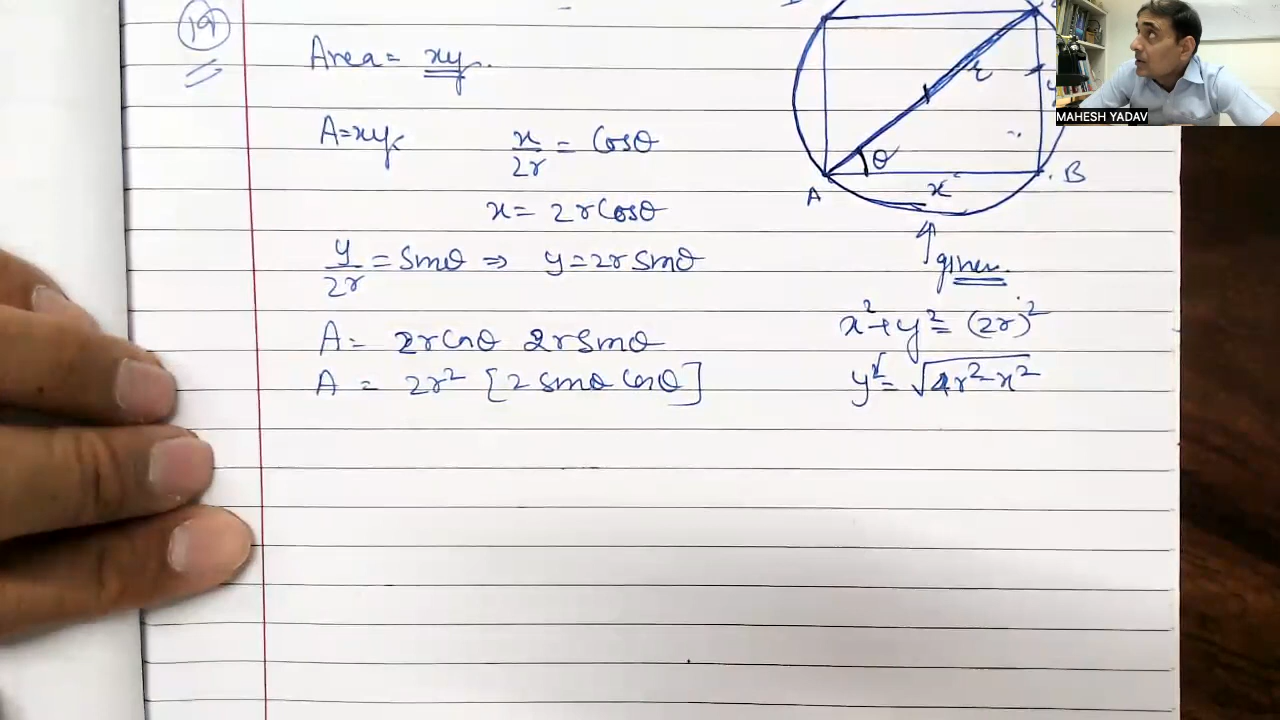 19
Area = xy.
A = xy
x/2r = Cosθ
x = 2r Cosθ
y/2r = Sinθ ⇒ y = 2r Sinθ
A = 2r Cosθ 2r Sinθ
A = 2r² [2 Sinθ Cosθ]
r
θ
x
A
B
given.
x² + y² = (2r)²
y = √4r² - x²
MAHESH YADAV